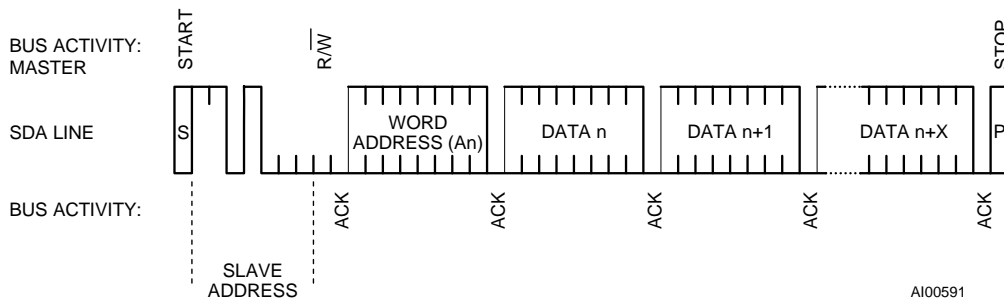 BUS ACTIVITY:
MASTER
START
R/W
STOP
SDA LINE
S
WORD
ADDRESS (An)
DATA n
DATA n+1
DATA n+X
P
BUS ACTIVITY:
ACK
ACK
ACK
ACK
ACK
SLAVE
ADDRESS
AI00591